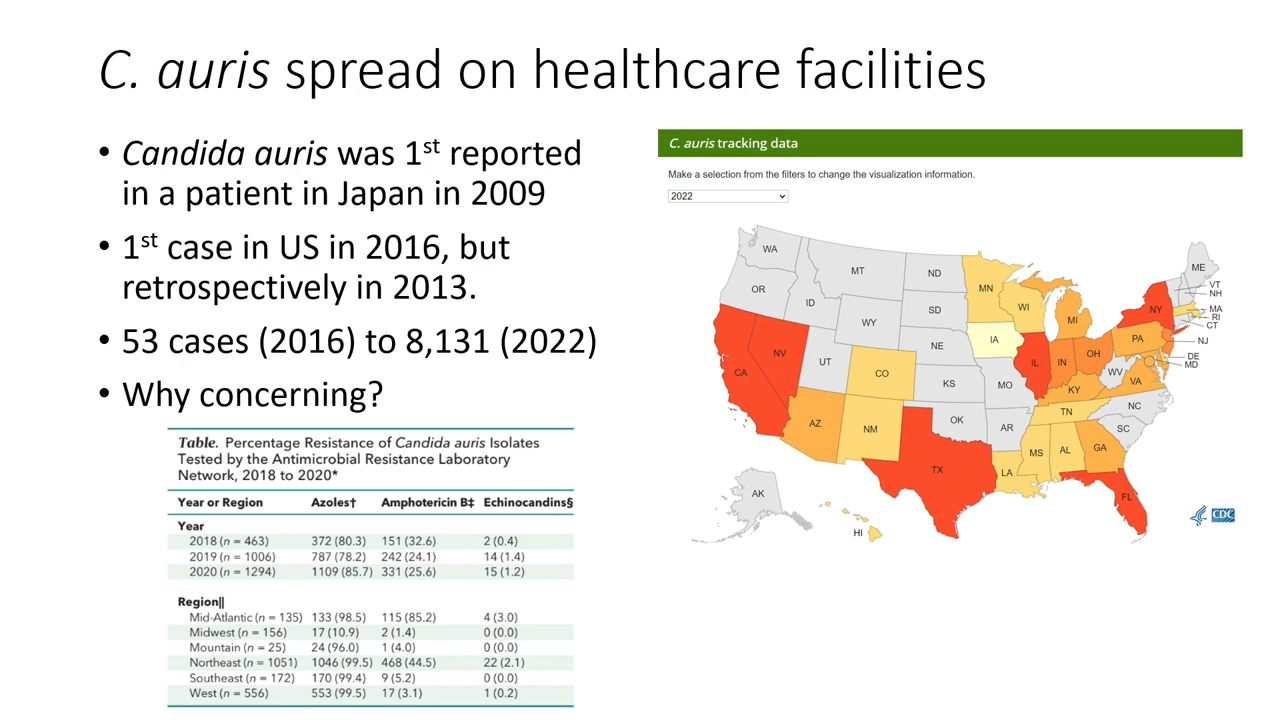 C. auris spread on healthcare facilities
• Candida auris was 1st reported
in a patient in Japan in 2009
• 1st case in US in 2016, but
retrospectively in 2013.
• 53 cases (2016) to 8,131 (2022)
• Why concerning?
Table. Percentage Resistance of Candida auris Isolates
Tested by the Antimicrobial Resistance Laboratory
Network, 2018 to 2020*
Year or Region Azoles† Amphotericin B‡ Echinocandins§
Year
2018 (n = 463) 372 (80.3) 151 (32.6) 2 (0.4)
2019 (n = 1006) 787 (78.2) 242 (24.1) 14 (1.4)
2020 (n = 1294) 1109 (85.7) 331 (25.6) 15 (1.2)
Region||
Mid-Atlantic (n = 135) 133 (98.5) 115 (85.2) 4 (3.0)
Midwest (n = 156) 17 (10.9) 2 (1.4) 0 (0.0)
Mountain (n = 25) 24 (96.0) 1 (4.0) 0 (0.0)
Northeast (n = 1051) 1046 (99.5) 468 (44.5) 22 (2.1)
Southeast (n = 172) 170 (99.4) 9 (5.2) 0 (0.0)
West (n = 556) 553 (99.5) 17 (3.1) 1 (0.2)
C. auris tracking data
Make a selection from the filters to change the visualization information.
2022
WA
MT
ND
MN
ME
VT
NH
OR
ID
SD
WI
MI
NY
MA
RI
CT
WY
IA
PA
NJ
NE
NV
UT
IL
IN
OH
DE
MD
CA
CO
KS
MO
WV
VA
KY
NC
AZ
NM
OK
AR
TN
SC
MS
AL
GA
TX
LA
AK
FL
HI
CDC